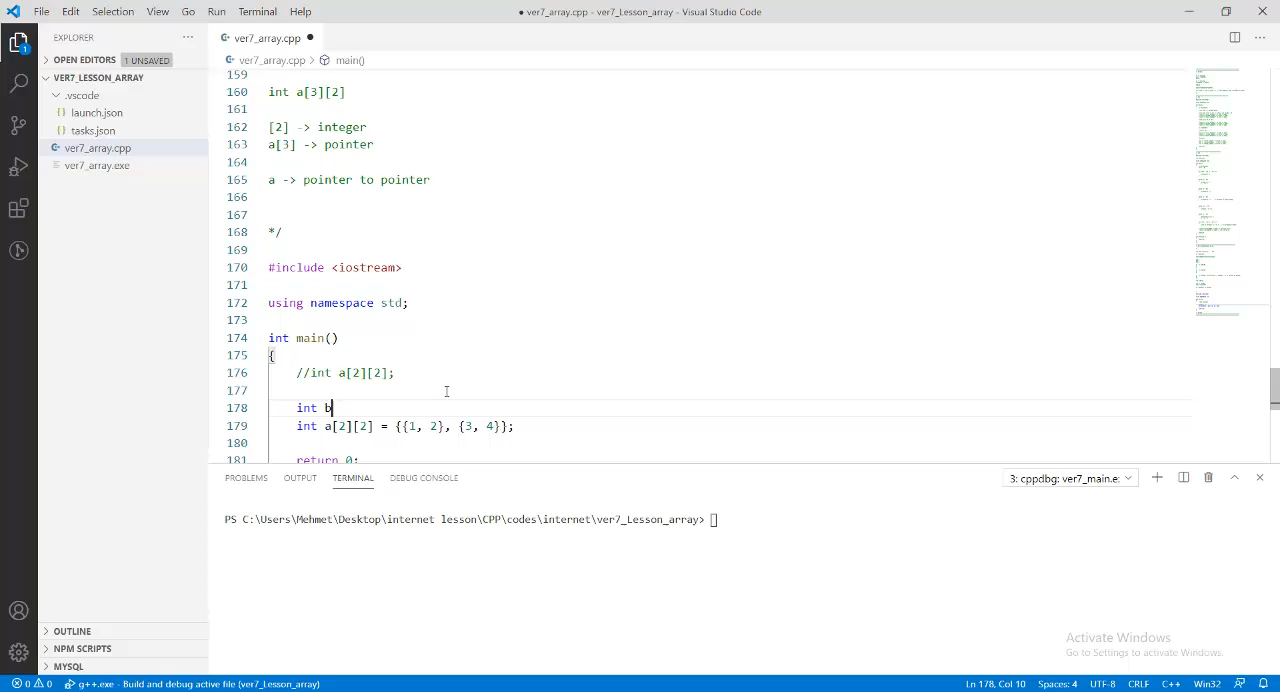 File Edit Selection View Go Run Terminal Help
● ver7_array.cpp - ver7_Lesson_array - Visual Studio Code
EXPLORER
OPEN EDITORS 1 UNSAVED
VER7_LESSON_ARRAY
.vscode
launch.json
tasks.json
ver7_array.cpp
ver7_array.exe
OUTLINE
NPM SCRIPTS
MYSQL
ver7_array.cpp ●
ver7_array.cpp > main()
159
160 int a[3][2]
161
162 [2] -> integer
163 a[3] -> pointer
164
165 a -> pointer to pointer
166
167
168 */
169
170 #include <iostream>
171
172 using namespace std;
173
174 int main()
175 {
176 //int a[2][2];
177
178 int b
179 int a[2][2] = {{1, 2}, {3, 4}};
180
181 return 0;
PROBLEMS OUTPUT TERMINAL DEBUG CONSOLE
3: cppdbg: ver7_main.e
PS C:\Users\Mehmet\Desktop\internet lesson\CPP\codes\internet\ver7_Lesson_array>
Activate Windows
Go to Settings to activate Windows.
0 0 g++.exe - Build and debug active file (ver7_Lesson_array)
Ln 178, Col 10 Spaces: 4 UTF-8 CRLF C++ Win32